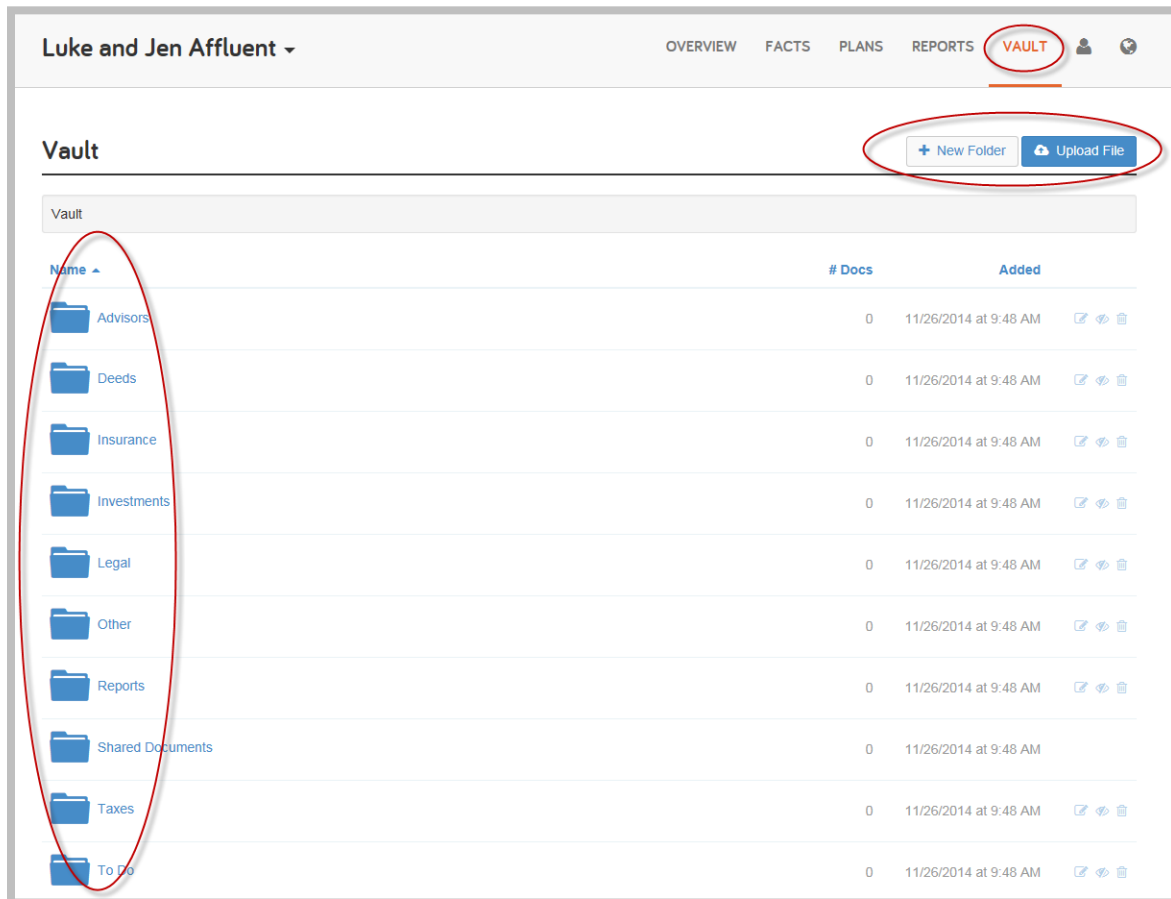 Luke and Jen Affluent OVERVIEW FACTS PLANS REPORTS VAULT
Vault + New Folder Upload File
Vault
Name # Docs Added
Advisors 0 11/26/2014 at 9:48 AM
Deeds 0 11/26/2014 at 9:48 AM
Insurance 0 11/26/2014 at 9:48 AM
Investments 0 11/26/2014 at 9:48 AM
Legal 0 11/26/2014 at 9:48 AM
Other 0 11/26/2014 at 9:48 AM
Reports 0 11/26/2014 at 9:48 AM
Shared Documents 0 11/26/2014 at 9:48 AM
Taxes 0 11/26/2014 at 9:48 AM
To Do 0 11/26/2014 at 9:48 AM